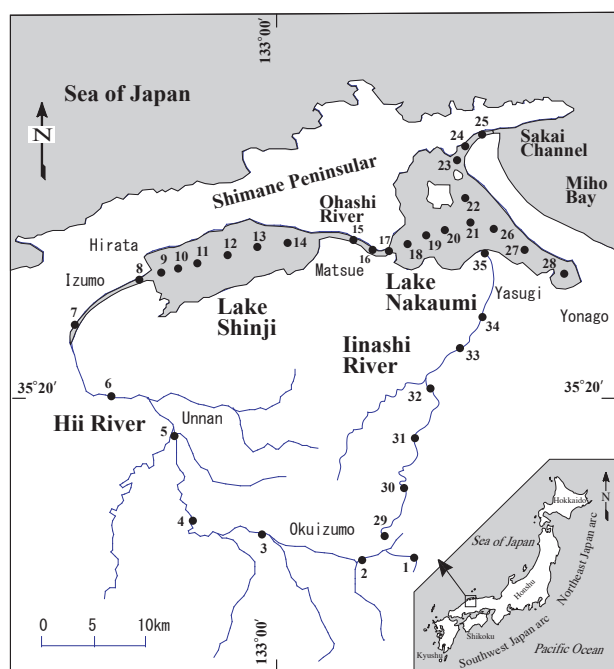 133°00′
Sea of Japan
N
25
24
Sakai
Channel
23
Shimane Peninsular
Miho
Bay
Ohashi
River
22
15
17
21
26
Hirata
20
19
13
14
16
18
27
12
11
10
9
8
Matsue
Lake
Nakaumi
35
28
Izumo
Lake
Shinji
Yasugi
Yonago
7
34
Iinashi
River
33
35°20′
6
32
35°20′
Unnan
Hii River
5
31
30
4
Okuizumo
29
3
2
1
N
Hokkaido
Sea of Japan
Northeast Japan arc
Honshu
Shikoku
Kyushu
Southwest Japan arc
Pacific Ocean
0 5 10km
133°00′